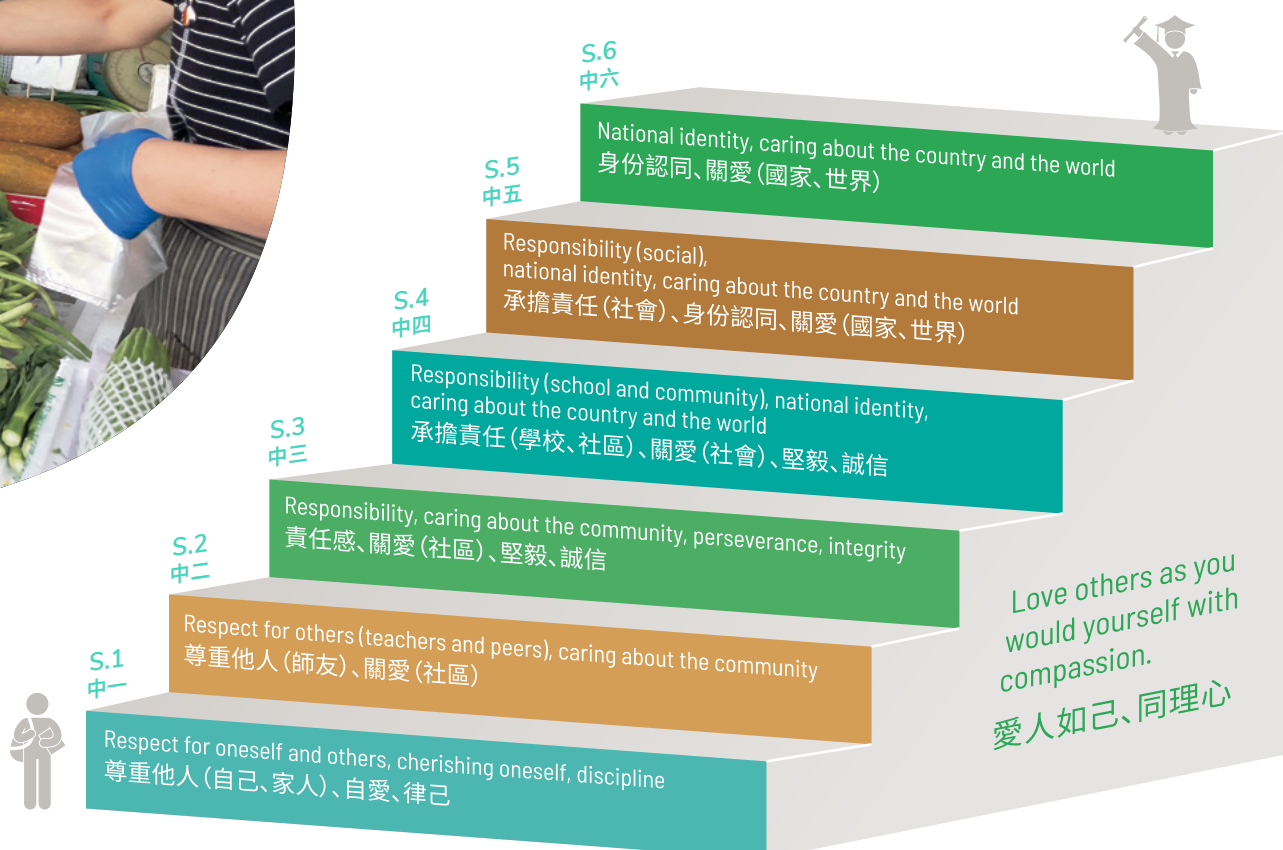 S.6
中六
National identity, caring about the country and the world
身份認同、關愛（國家、世界）
S.5
中五
Responsibility (social),
national identity, caring about the country and the world
承擔責任（社會）、身份認同、關愛（國家、世界）
S.4
中四
Responsibility (school and community), national identity,
caring about the country and the world
承擔責任（學校、社區）、關愛（社會）、堅毅、誠信
S.3
中三
Responsibility, caring about the community, perseverance, integrity
責任感、關愛（社區）、堅毅、誠信
S.2
中二
Respect for others (teachers and peers), caring about the community
尊重他人（師友）、關愛（社區）
S.1
中一
Respect for oneself and others, cherishing oneself, discipline
尊重他人（自己、家人）、自愛、律己
Love others as you
would yourself with
compassion.
愛人如己、同理心